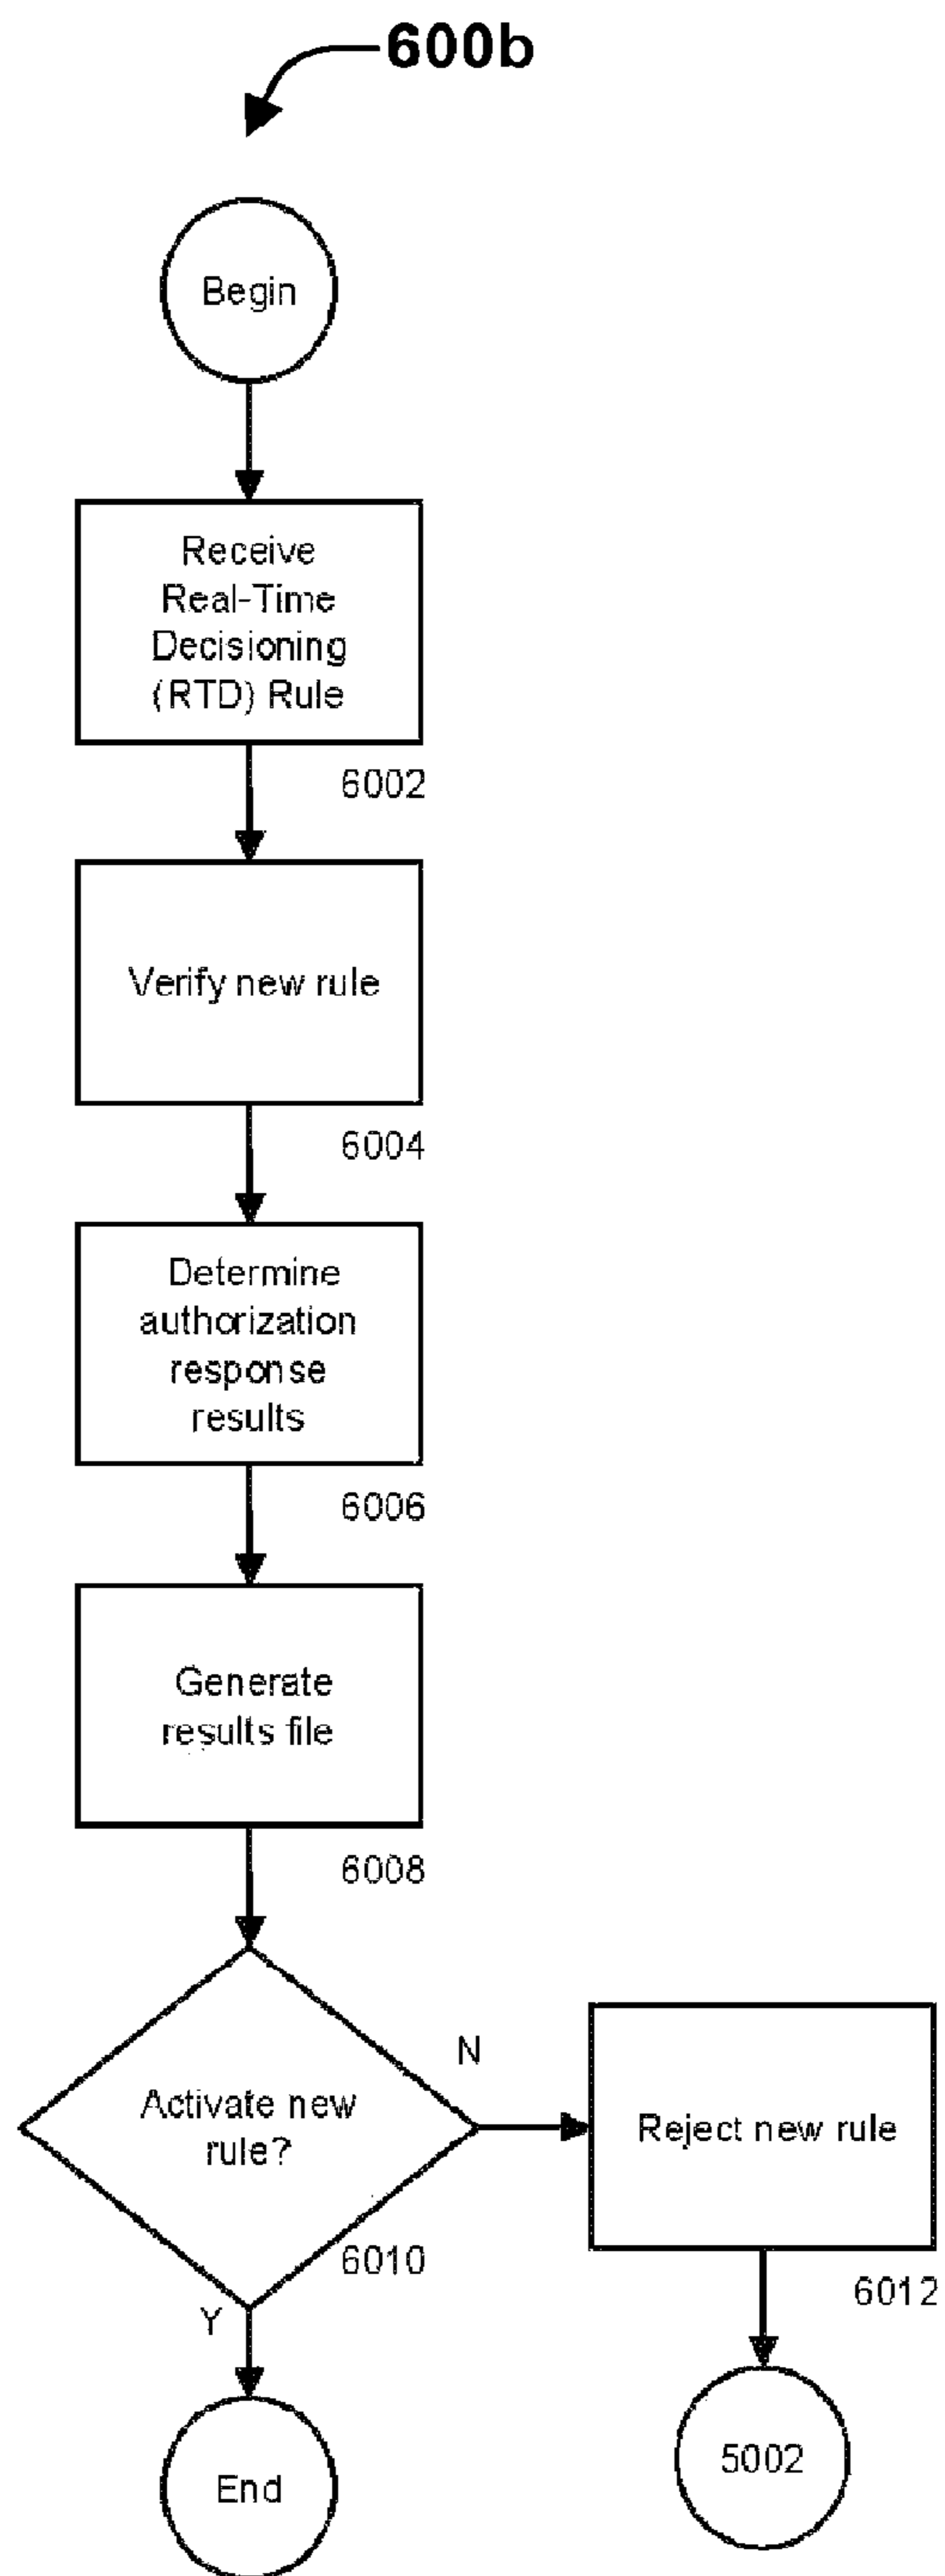 600b
Begin
Receive
Real-Time
Decisioning
(RTD) Rule
6002
Verify new rule
6004
Determine
authorization
response
results
6006
Generate
results file
6008
Activate new
rule?
N
6010
Y
Reject new rule
6012
End
5002